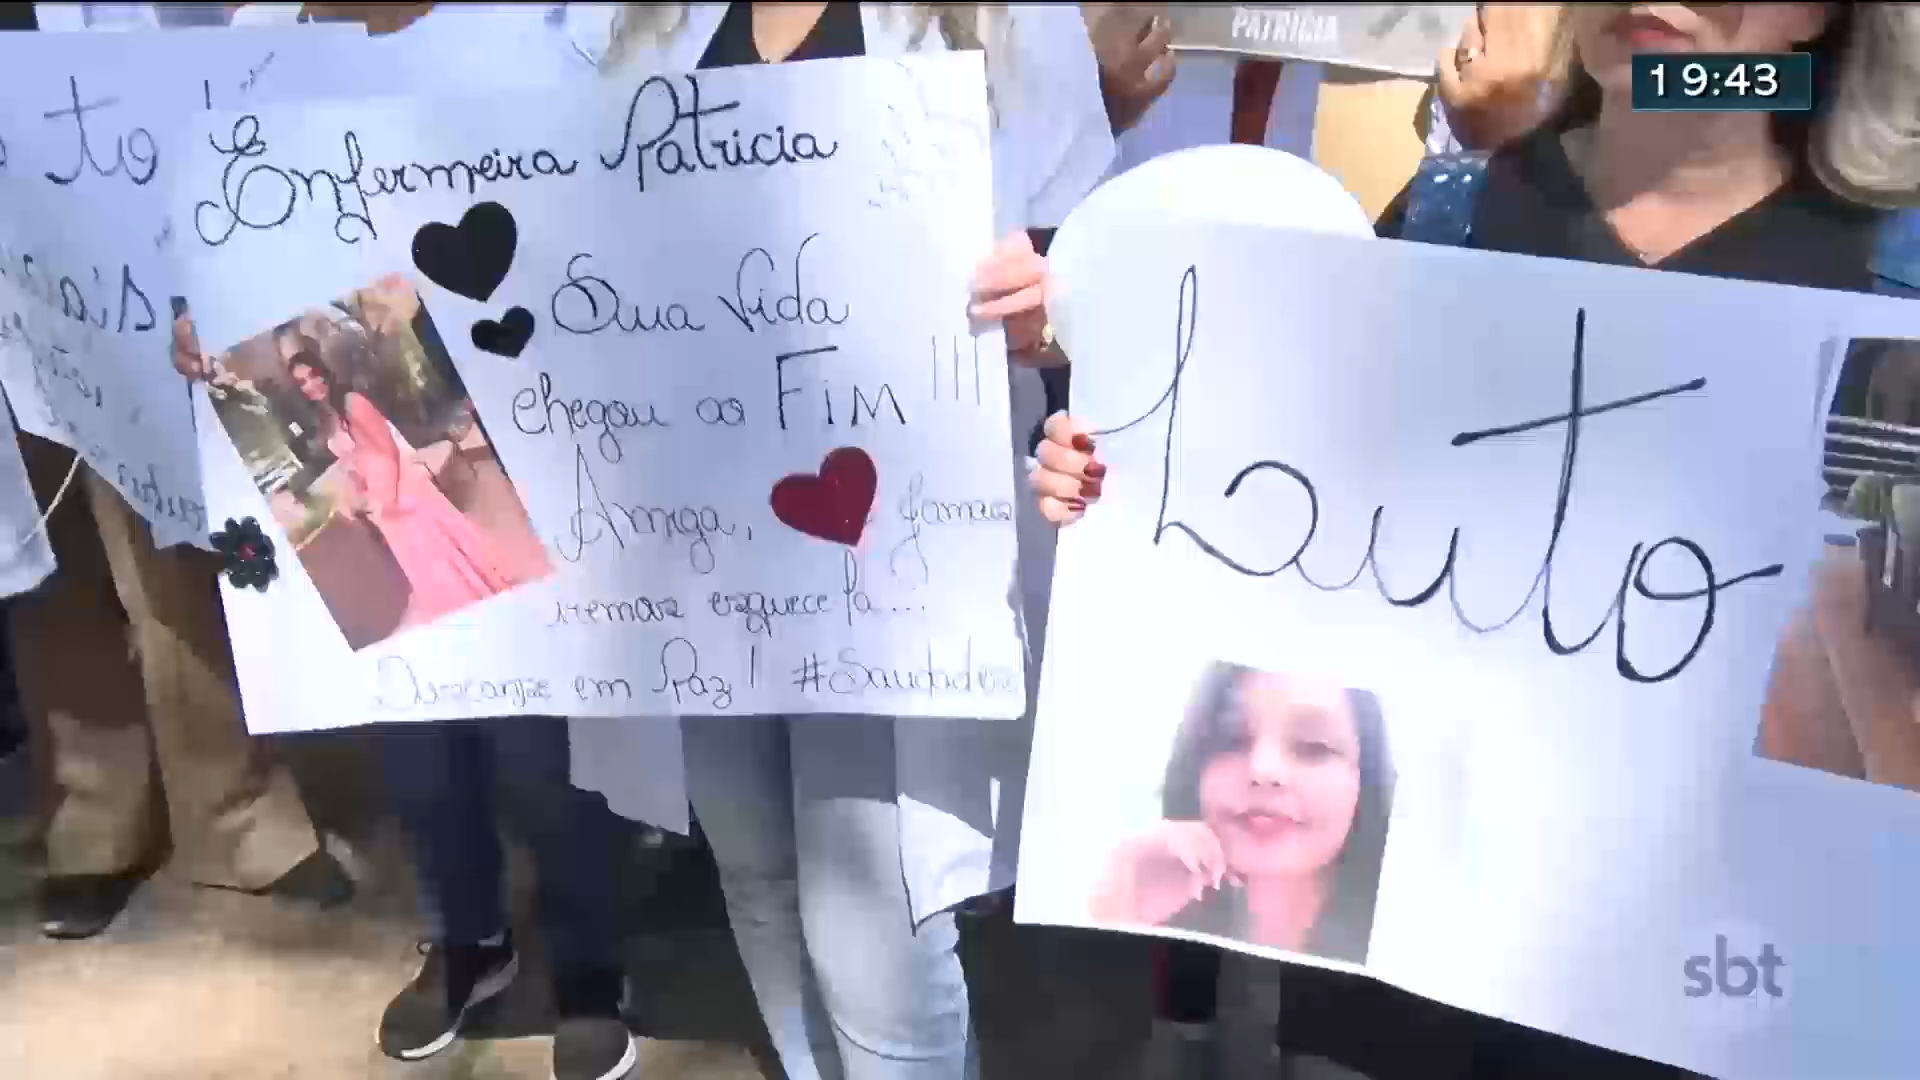 PATRICIA
19:43
to é
Enfermeira Patricia
Sua Vida
chegou ao FiM !!!
Amiga, Jamais
iremos esquece la...
Descanse em Paz! #Saudades
Luto
sbt